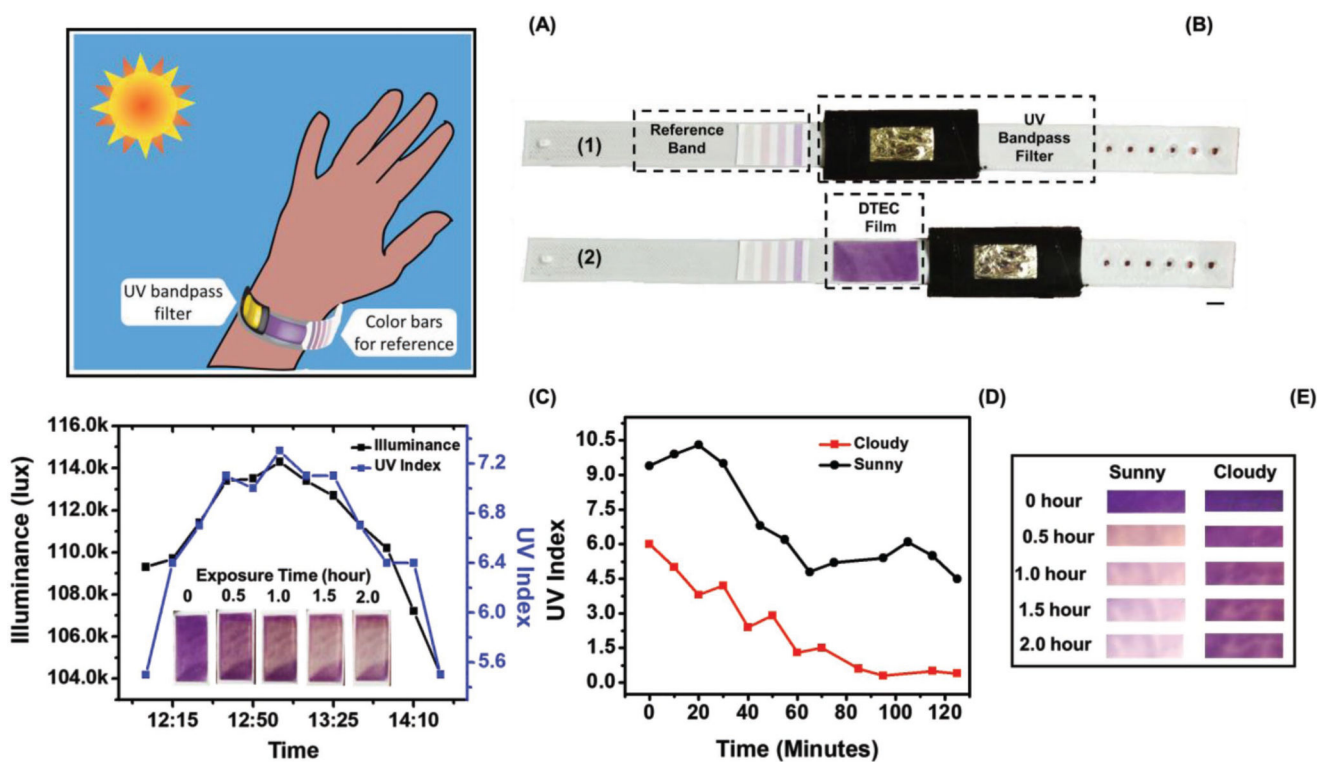 (A)
UV bandpass
filter
Color bars
for reference
(B)
(1)
Reference
Band
UV
Bandpass
Filter
DTEC
Film
(2)
(C)
116.0k
114.0k
112.0k
110.0k
108.0k
106.0k
104.0k
Illuminance (lux)
Illuminance
UV Index
7.2
6.8
6.4
6.0
5.6
UV Index
Exposure Time (hour)
0 0.5 1.0 1.5 2.0
12:15 12:50 13:25 14:10
Time
(D)
10.5
9.0
7.5
6.0
4.5
3.0
1.5
0.0
UV Index
Cloudy
Sunny
0 20 40 60 80 100 120
Time (Minutes)
(E)
Sunny Cloudy
0 hour
0.5 hour
1.0 hour
1.5 hour
2.0 hour